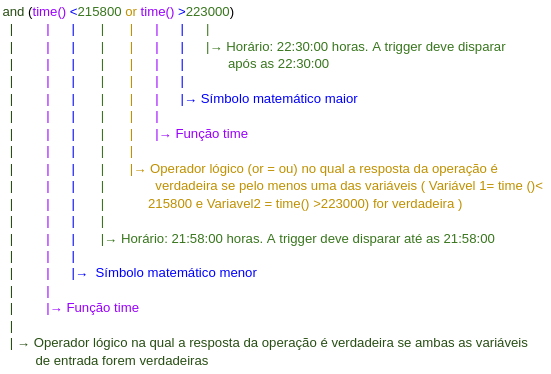 and (time() <215800 or time() >223000)
|→ Horário: 22:30:00 horas. A trigger deve disparar
após as 22:30:00
|→ Símbolo matemático maior
|→ Função time
|→ Operador lógico (or = ou) no qual a resposta da operação é
verdadeira se pelo menos uma das variáveis ( Variável 1= time ()<
215800 e Variavel2 = time() >223000) for verdadeira )
|→ Horário: 21:58:00 horas. A trigger deve disparar até as 21:58:00
|→ Símbolo matemático menor
|→ Função time
| → Operador lógico na qual a resposta da operação é verdadeira se ambas as variáveis
de entrada forem verdadeiras